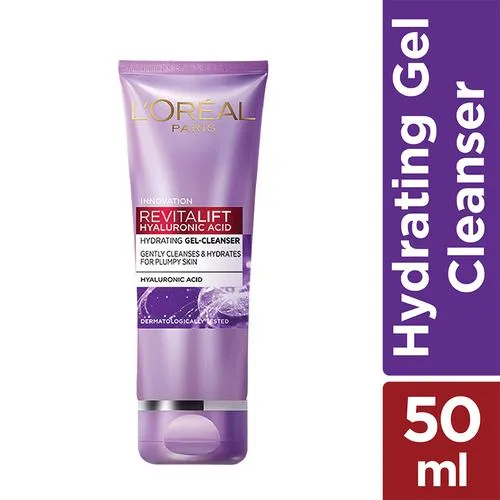 L'ORÉAL
PARIS
INNOVATION
REVITALIFT
HYALURONIC ACID
HYDRATING GEL-CLEANSER
GENTLY CLEANSES & HYDRATES
FOR PLUMPY SKIN
HYALURONIC ACID
DERMATOLOGICALLY TESTED
Hydrating Gel
Cleanser
50
ml